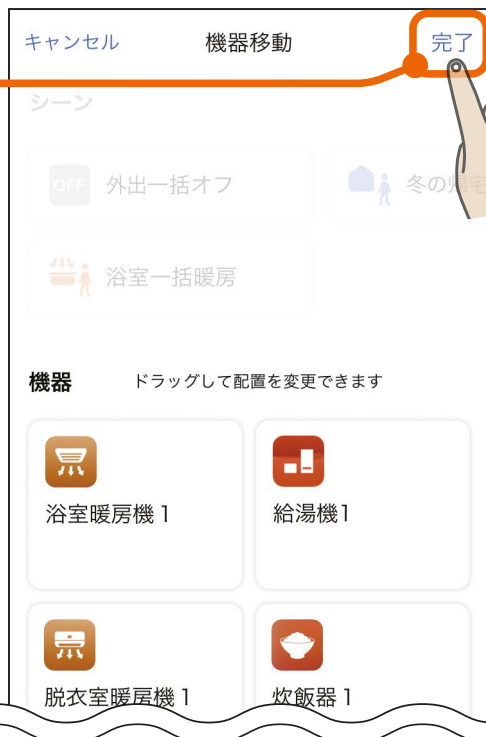 キャンセル 機器移動 完了
シーン
OFF 外出一括オフ 冬の帰宅
浴室一括暖房
機器 ドラッグして配置を変更できます
浴室暖房機 1 給湯機1
脱衣室暖房機 1 炊飯器 1